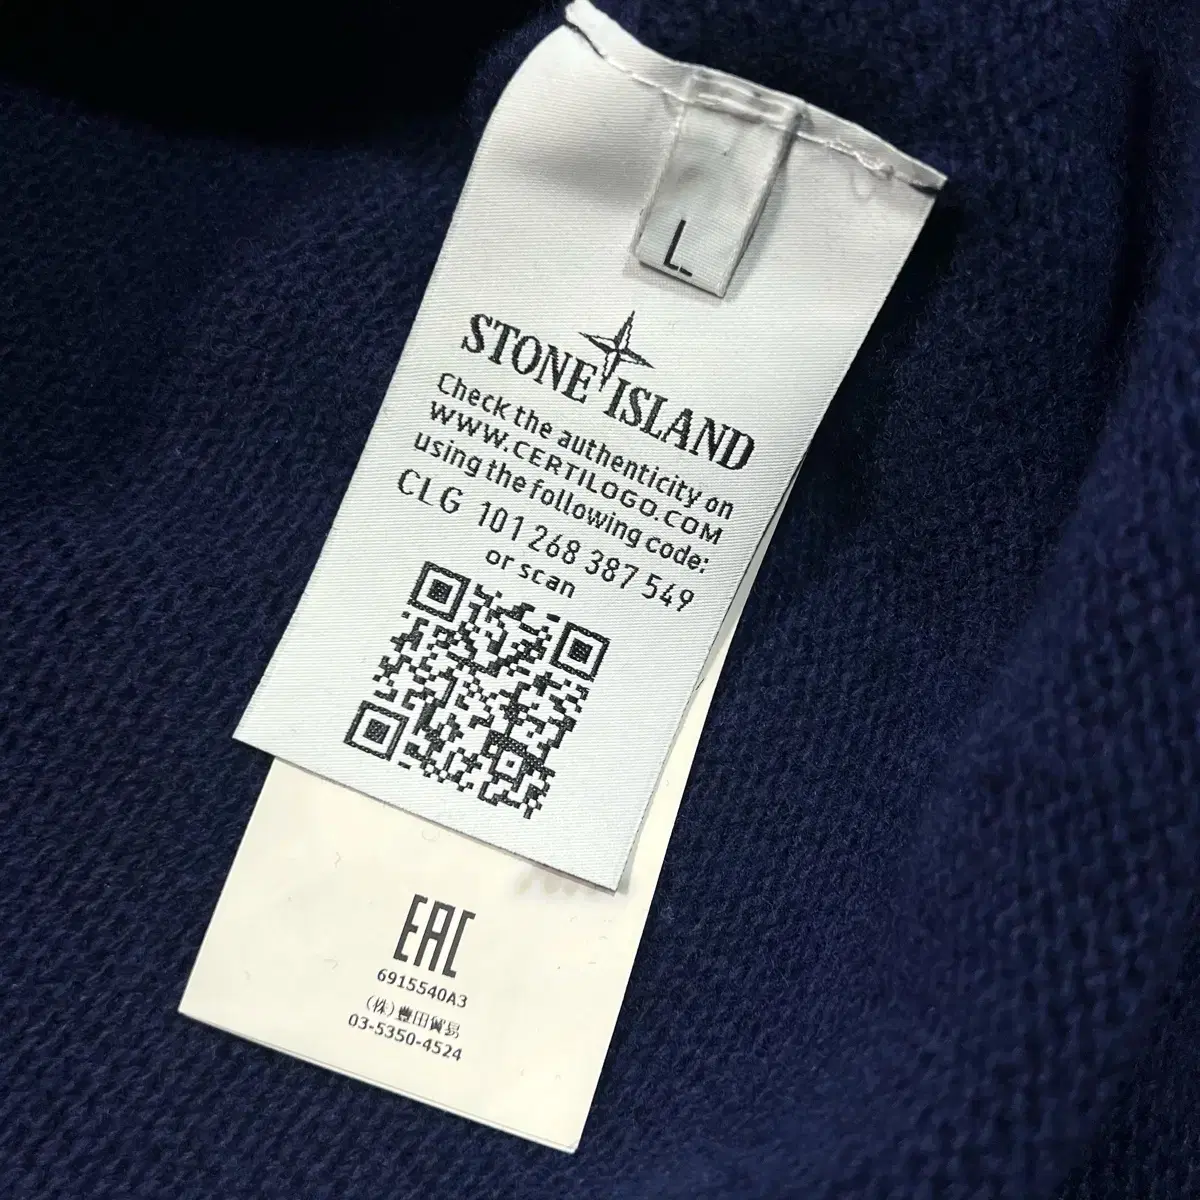 L
STONE ISLAND
Check the authenticity on
WWW.CERTILOGO.COM
using the following code:
CLG 101 268 387 549
or scan
EAC
6915540A3
(株)豊田貿易
03-5350-4524